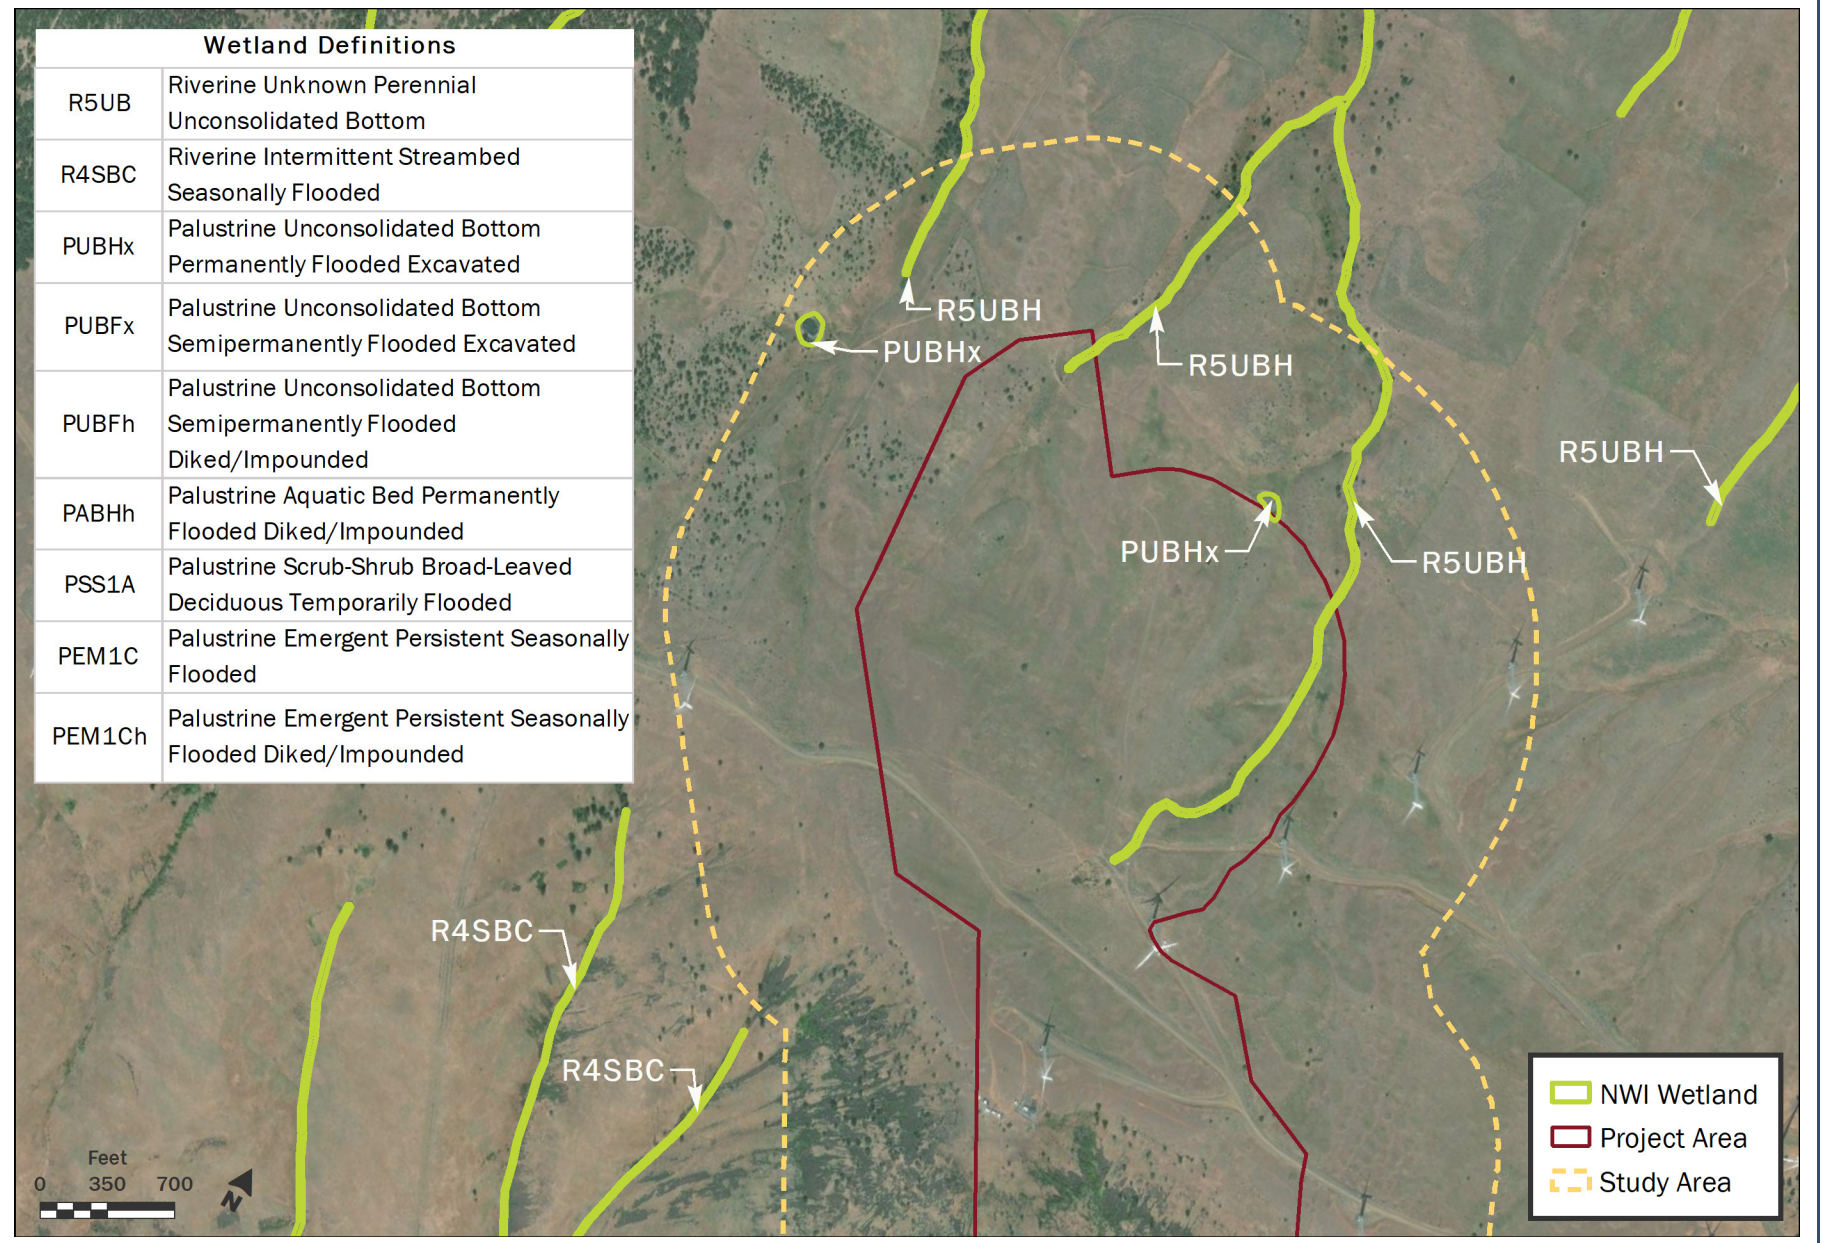 Wetland Definitions
R5UB
Riverine Unknown Perennial
Unconsolidated Bottom
R4SBC
Riverine Intermittent Streambed
Seasonally Flooded
PUBHx
Palustrine Unconsolidated Bottom
Permanently Flooded Excavated
PUBFx
Palustrine Unconsolidated Bottom
Semipermanently Flooded Excavated
PUBFh
Palustrine Unconsolidated Bottom
Semipermanently Flooded
Diked/Impounded
PABHh
Palustrine Aquatic Bed Permanently
Flooded Diked/Impounded
PSS1A
Palustrine Scrub-Shrub Broad-Leaved
Deciduous Temporarily Flooded
PEM1C
Palustrine Emergent Persistent Seasonally
Flooded
PEM1Ch
Palustrine Emergent Persistent Seasonally
Flooded Diked/Impounded
R5UBH
PUBHx
R5UBH
R5UBH
PUBHx
R5UBH
R4SBC
R4SBC
Feet
0 350 700
N
NWI Wetland
Project Area
Study Area